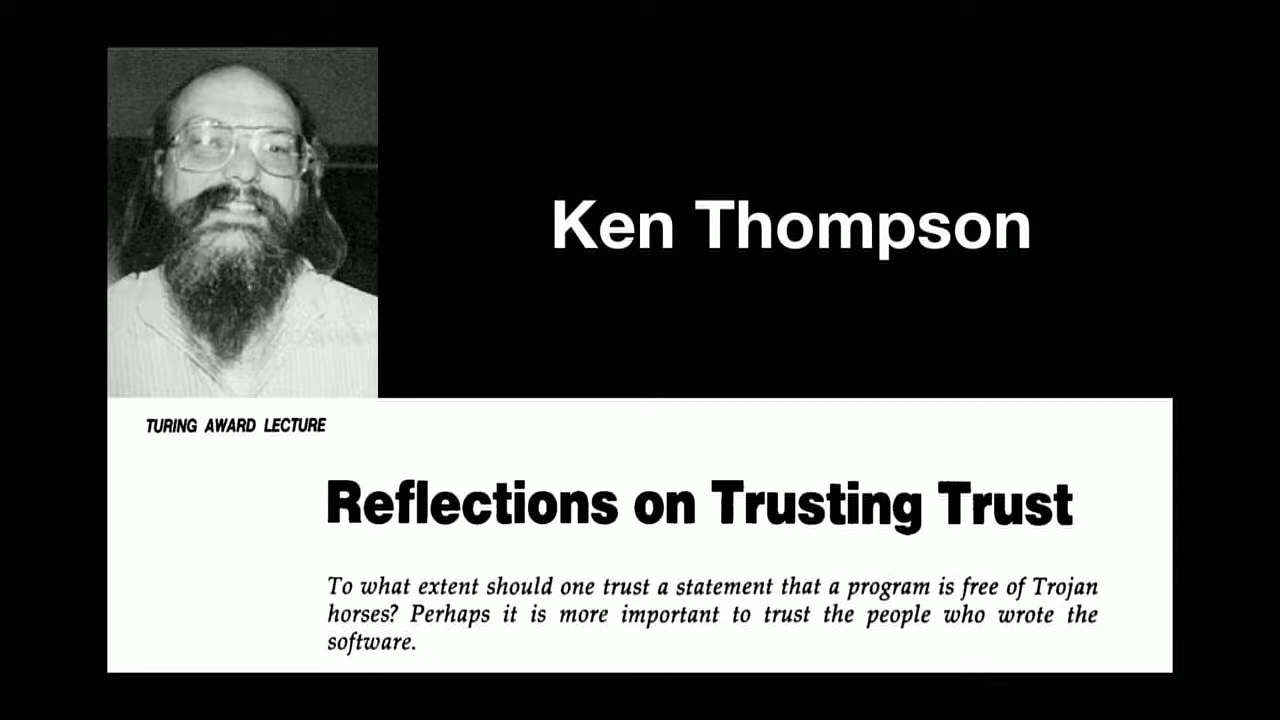 Ken Thompson
TURING AWARD LECTURE
Reflections on Trusting Trust
To what extent should one trust a statement that a program is free of Trojan
horses? Perhaps it is more important to trust the people who wrote the
software.